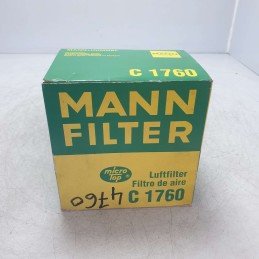 C 1760
MANN
FILTER
micro
Top
Luftfilter
Filtro de aire
4760
C 1760